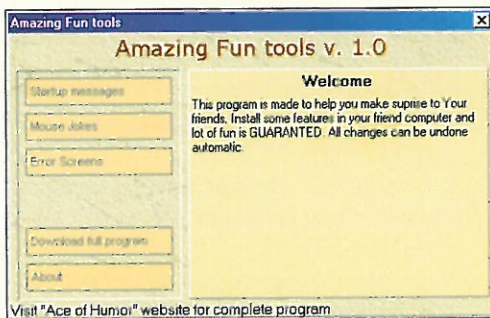 Amazing Fun tools
Amazing Fun tools v. 1.0
Startup messages
Mouse Jokes
Error Screens
Download full program
About
Welcome
This program is made to help you make suprise to Your
friends. Install some features in your friend computer and
lot of fun is GUARANTED. All changes can be undone
automatic.
Visit "Ace of Humor" website for complete program